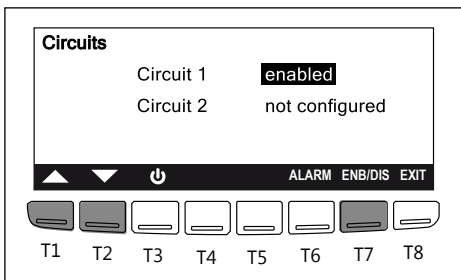 Circuits
Circuit 1 enabled
Circuit 2 not configured
ALARM ENB/DIS EXIT
T1 T2 T3 T4 T5 T6 T7 T8